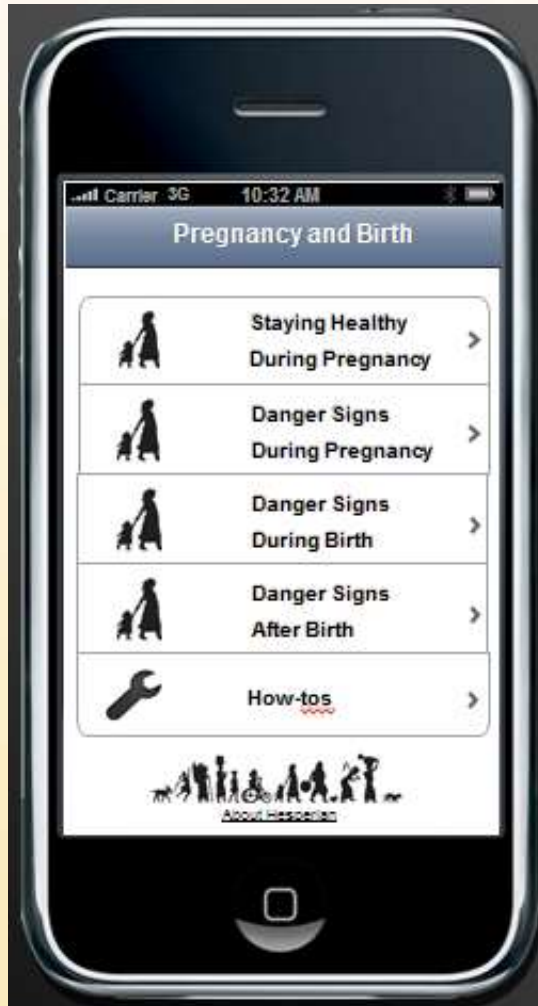 Carrier 3G 10:32 AM
Pregnancy and Birth
Staying Healthy
During Pregnancy
Danger Signs
During Pregnancy
Danger Signs
During Birth
Danger Signs
After Birth
How-tos
About Hesperian